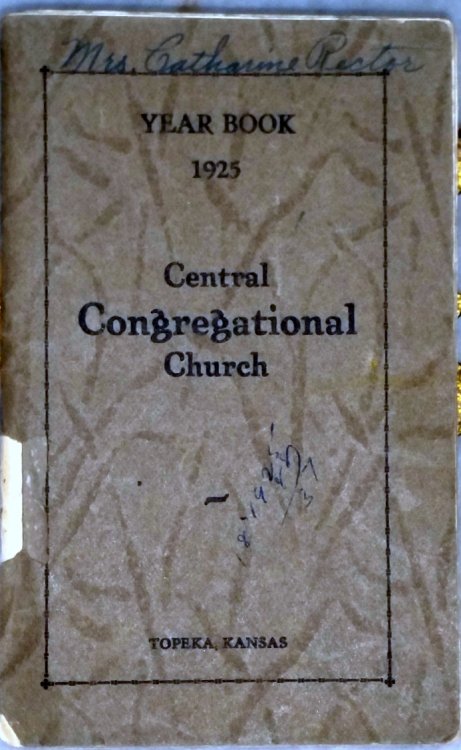 Mrs. Catharine Rector
YEAR BOOK
1925
Central
Congregational
Church
TOPEKA, KANSAS